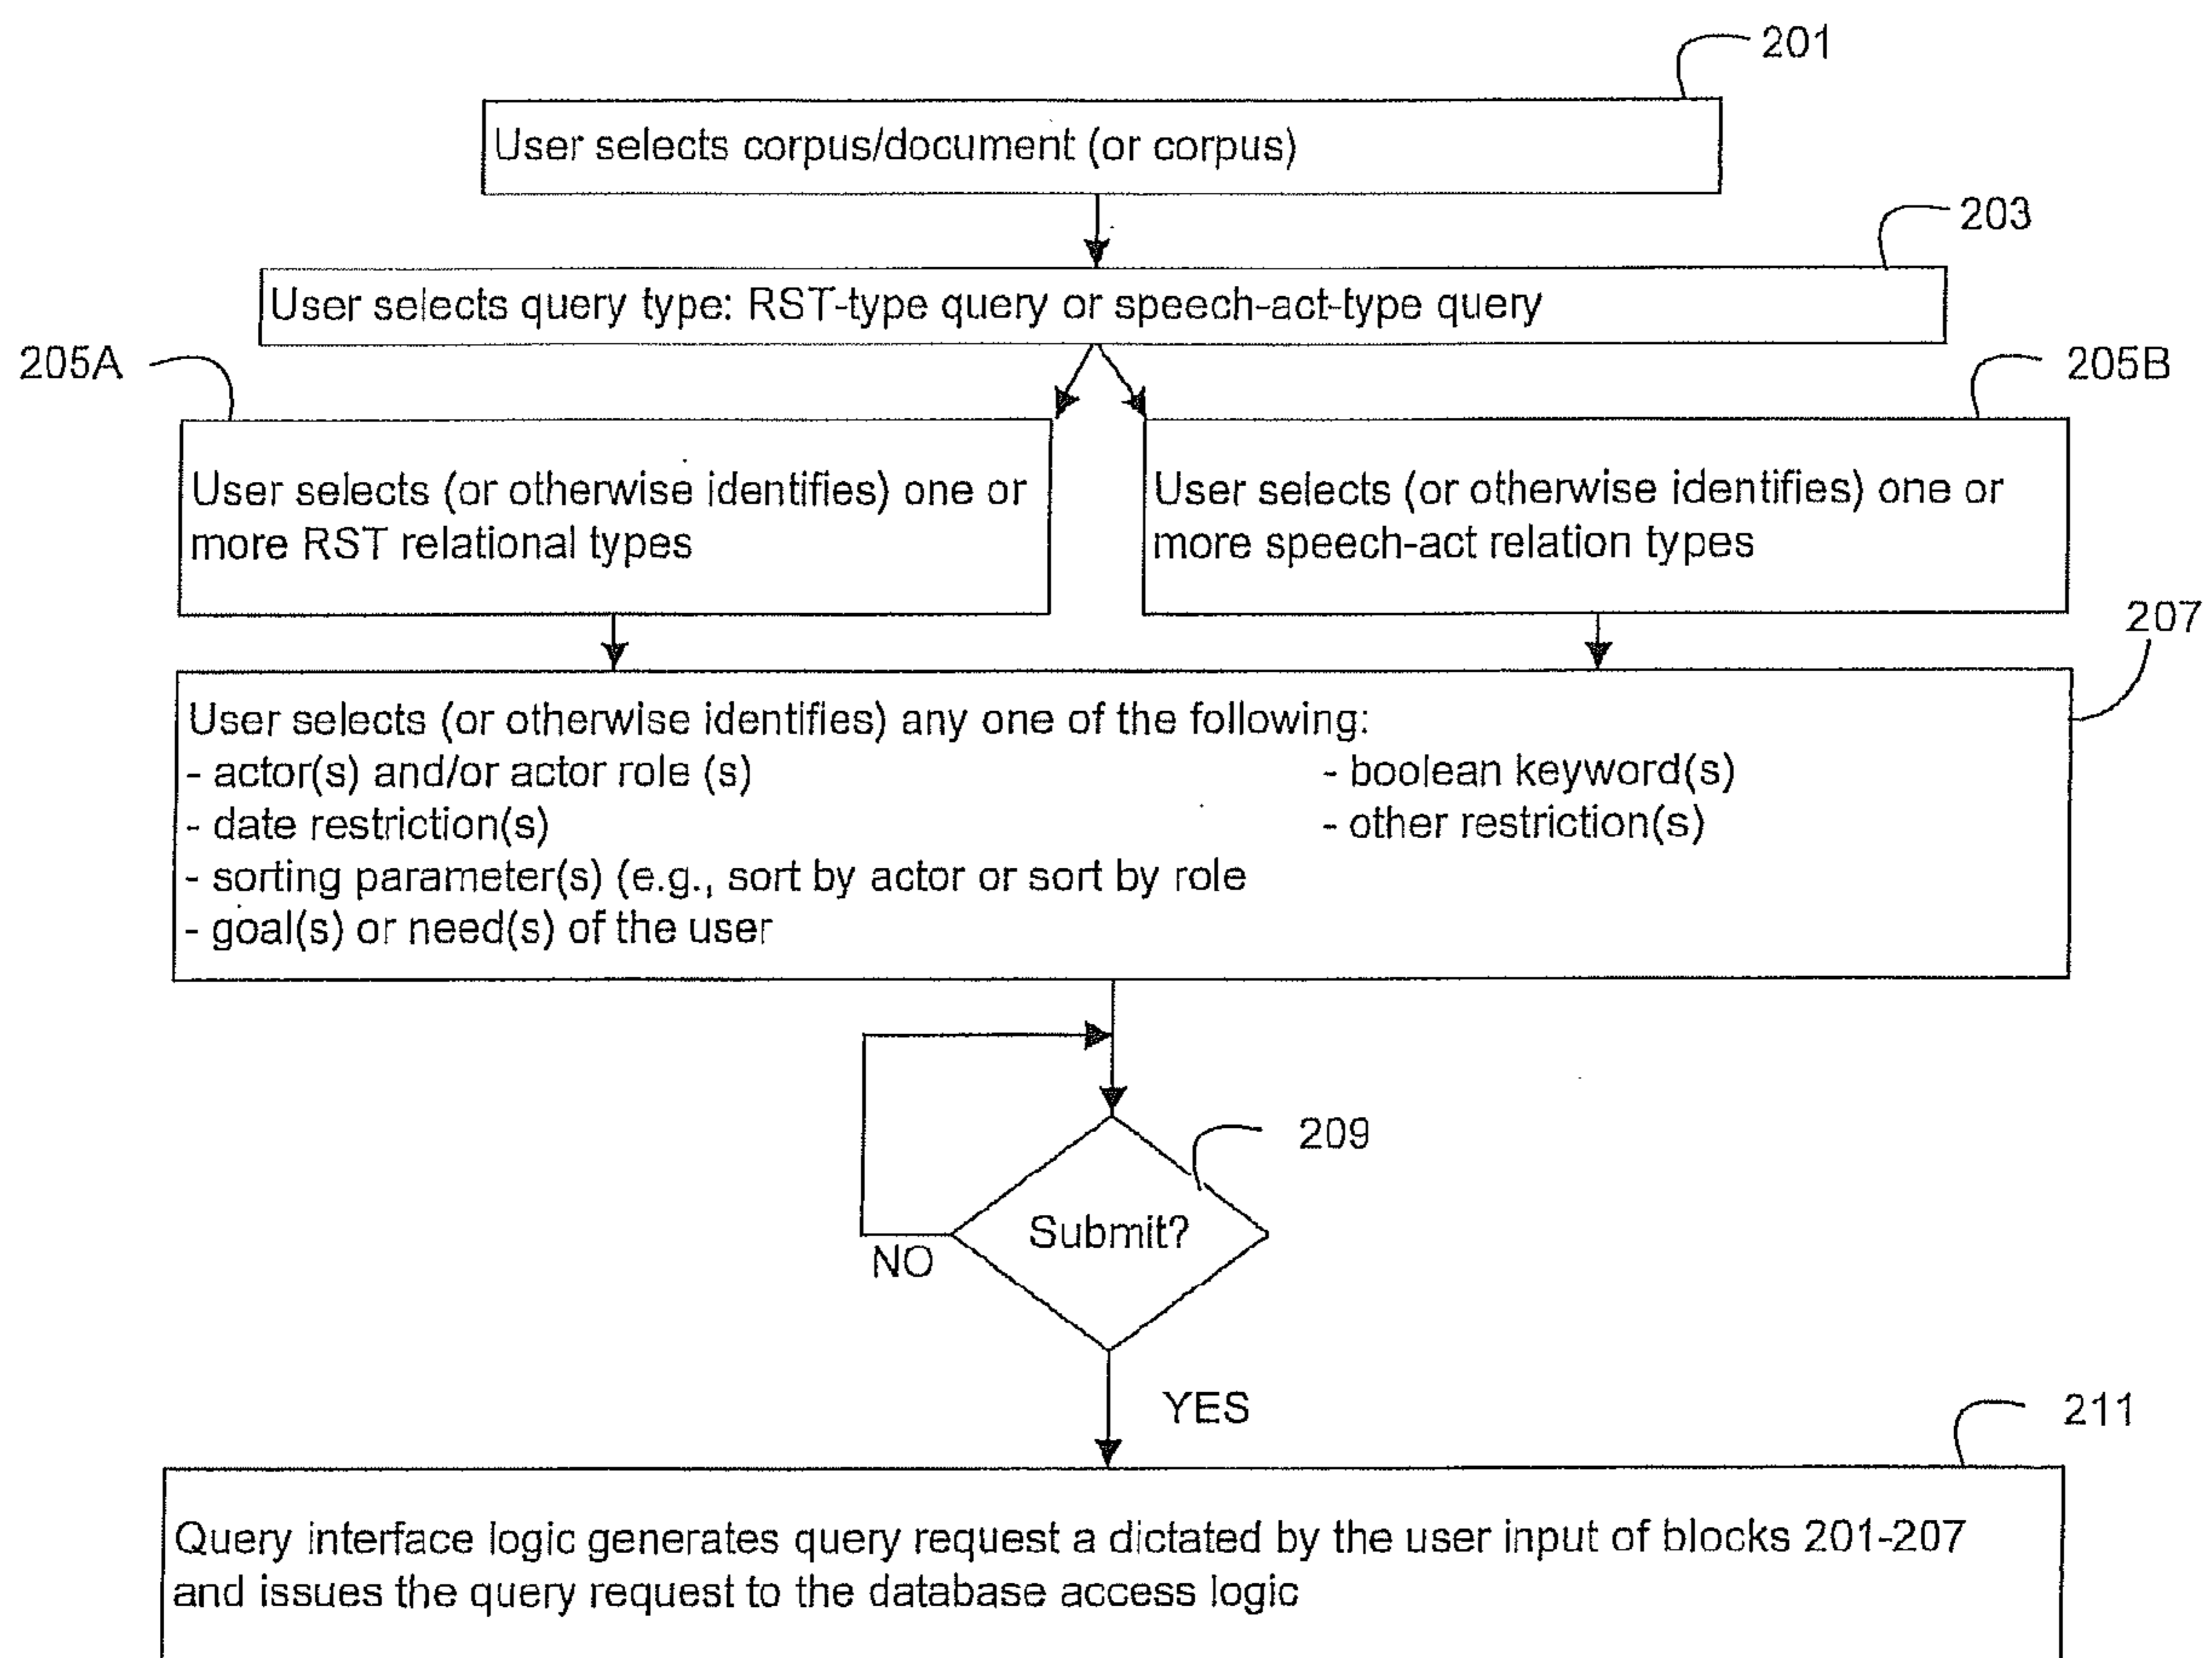 201
User selects corpus/document (or corpus)
203
User selects query type: RST-type query or speech-act-type query
205A
205B
User selects (or otherwise identifies) one or
more RST relational types
User selects (or otherwise identifies) one or
more speech-act relation types
207
User selects (or otherwise identifies) any one of the following:
- actor(s) and/or actor role (s)
- boolean keyword(s)
- date restriction(s)
- other restriction(s)
- sorting parameter(s) (e.g., sort by actor or sort by role
- goal(s) or need(s) of the user
209
Submit?
NO
YES
211
Query interface logic generates query request a dictated by the user input of blocks 201-207
and issues the query request to the database access logic